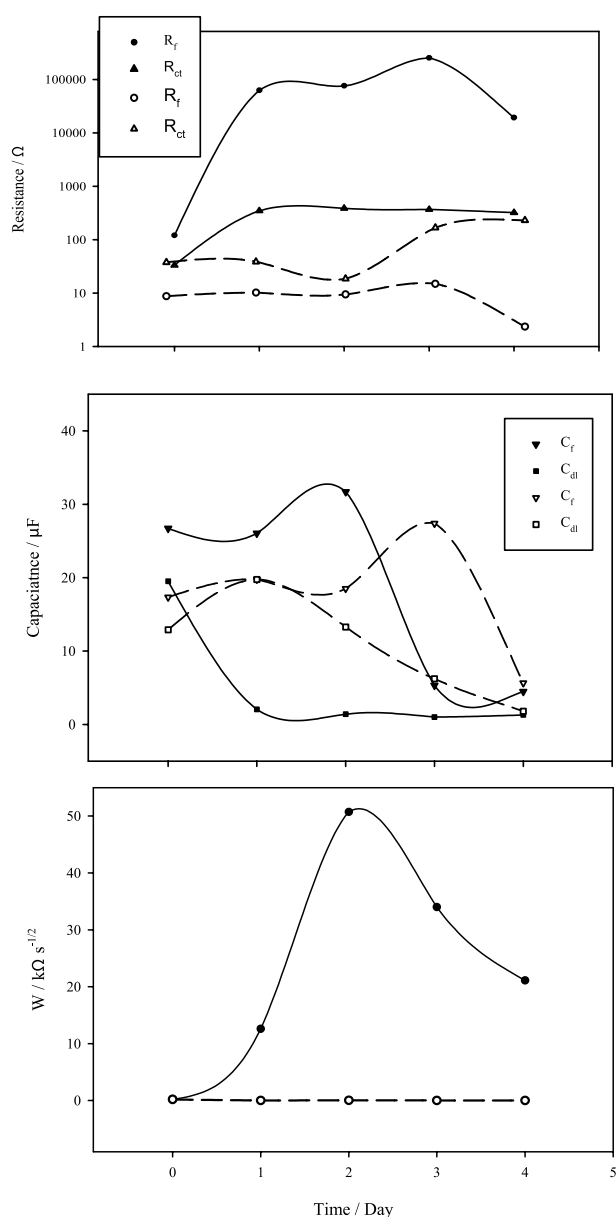 R_f
R_ct
R_f
R_ct
100000
10000
1000
100
10
1
Resistance / Ω
40
30
20
10
0
Capaciatnce / μF
C_f
C_dl
C_f
C_dl
50
40
30
20
10
0
W / kΩ s^-1/2
0 1 2 3 4 5
Time / Day